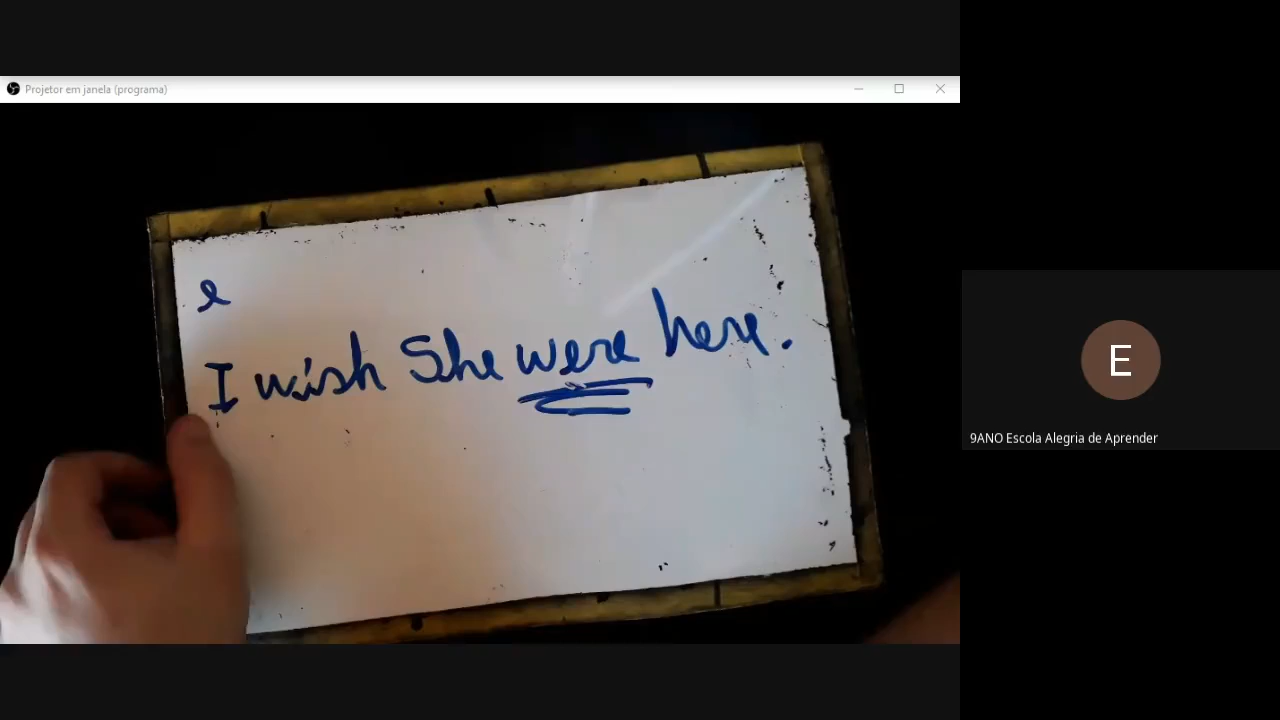 Projetor em janela (programa)
e
I wish She were here.
E
9ANO Escola Alegria de Aprender